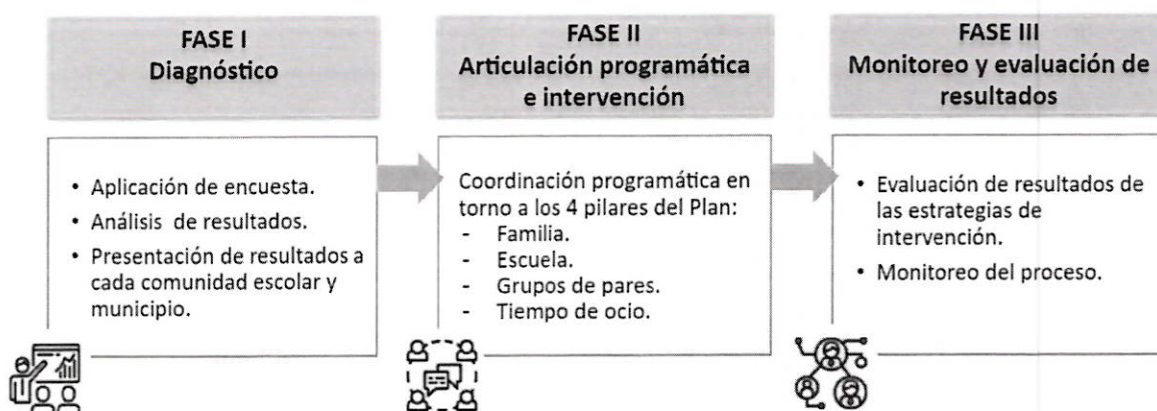 FASE I
Diagnóstico
FASE II
Articulación programática
e intervención
FASE III
Monitoreo y evaluación de
resultados
• Aplicación de encuesta.
• Análisis de resultados.
• Presentación de resultados a
cada comunidad escolar y
municipio.
Coordinación programática en
torno a los 4 pilares del Plan:
- Familia.
- Escuela.
- Grupos de pares.
- Tiempo de ocio.
• Evaluación de resultados de
las estrategias de
intervención.
• Monitoreo del proceso.